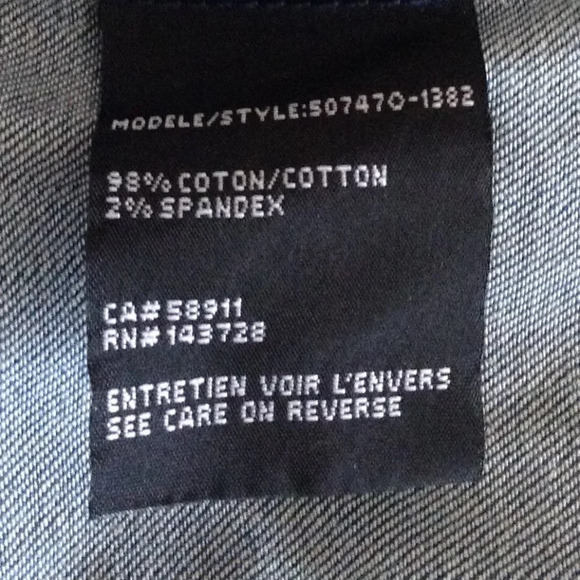 MODELE/STYLE:507470-1382
98% COTON/COTTON
2% SPANDEX
CA# 58911
RN# 143728
ENTRETIEN VOIR L'ENVERS
SEE CARE ON REVERSE